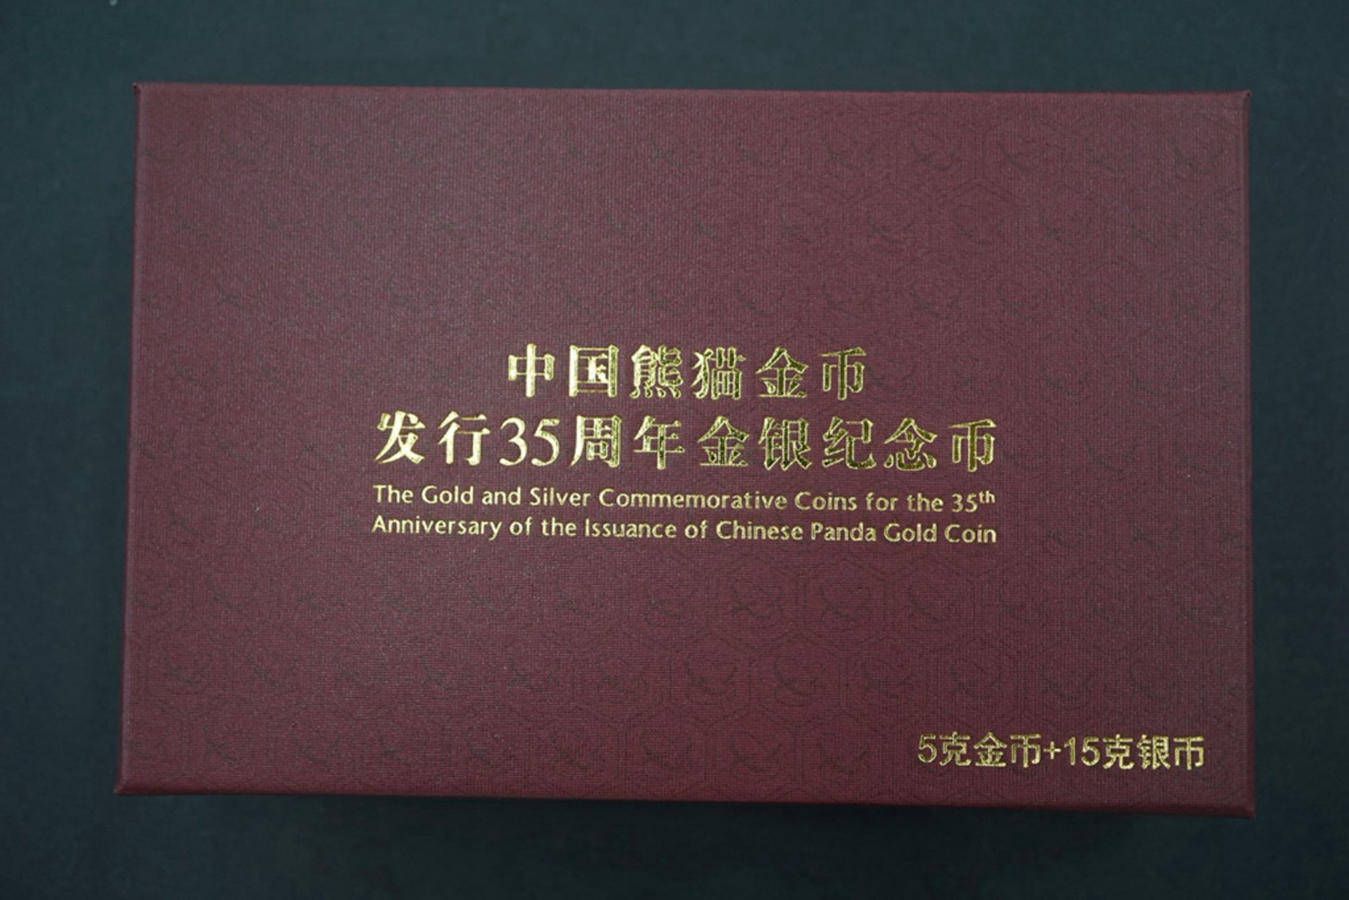 中国熊猫金币
发行35周年金银纪念币
The Gold and Silver Commemorative Coins for the 35th
Anniversary of the Issuance of Chinese Panda Gold Coin
5克金币+15克银币